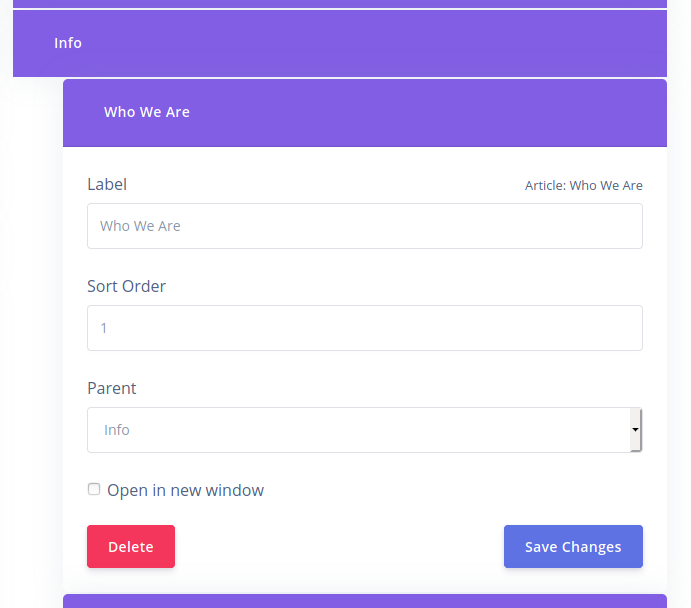 Info
Who We Are
Label
Article: Who We Are
Who We Are
Sort Order
1
Parent
Info
Open in new window
Delete
Save Changes